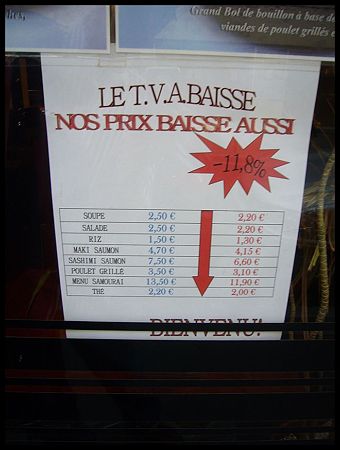 Grand Bol de bouillon à base de
viandes de poulet grillés e
LE T.V.A.BAISSE
NOS PRIX BAISSE AUSSI
-11,8%
SOUPE 2,50 € 2,20 €
SALADE 2,50 € 2,20 €
RIZ 1,50 € 1,30 €
MAKI SAUMON 4,70 € 4,15 €
SASHIMI SAUMON 7,50 € 6,60 €
POULET GRILLÉ 3,50 € 3,10 €
MENU SAMOURAI 13,50 € 11,90 €
THÉ 2,20 € 2,00 €
BIENVENU!